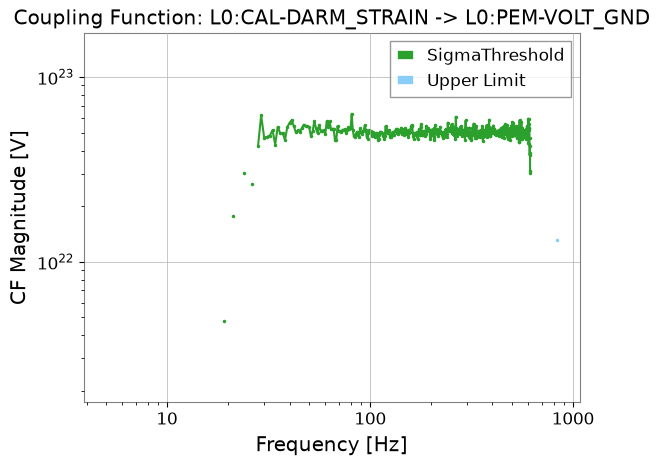 Coupling Function: L0:CAL-DARM_STRAIN -> L0:PEM-VOLT_GND
SigmaThreshold
Upper Limit
10²³
10²²
CF Magnitude [V]
10
100
1000
Frequency [Hz]